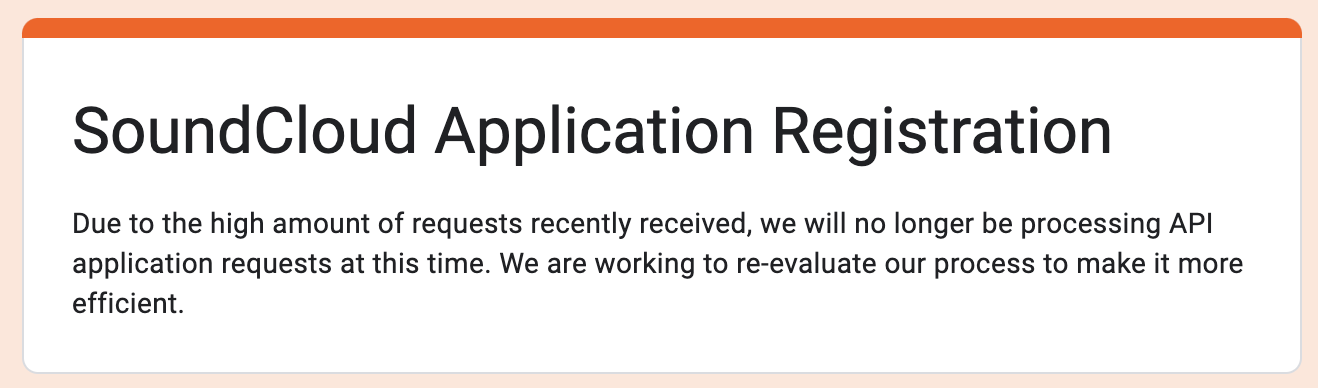 SoundCloud Application Registration
Due to the high amount of requests recently received, we will no longer be processing API
application requests at this time. We are working to re-evaluate our process to make it more
efficient.